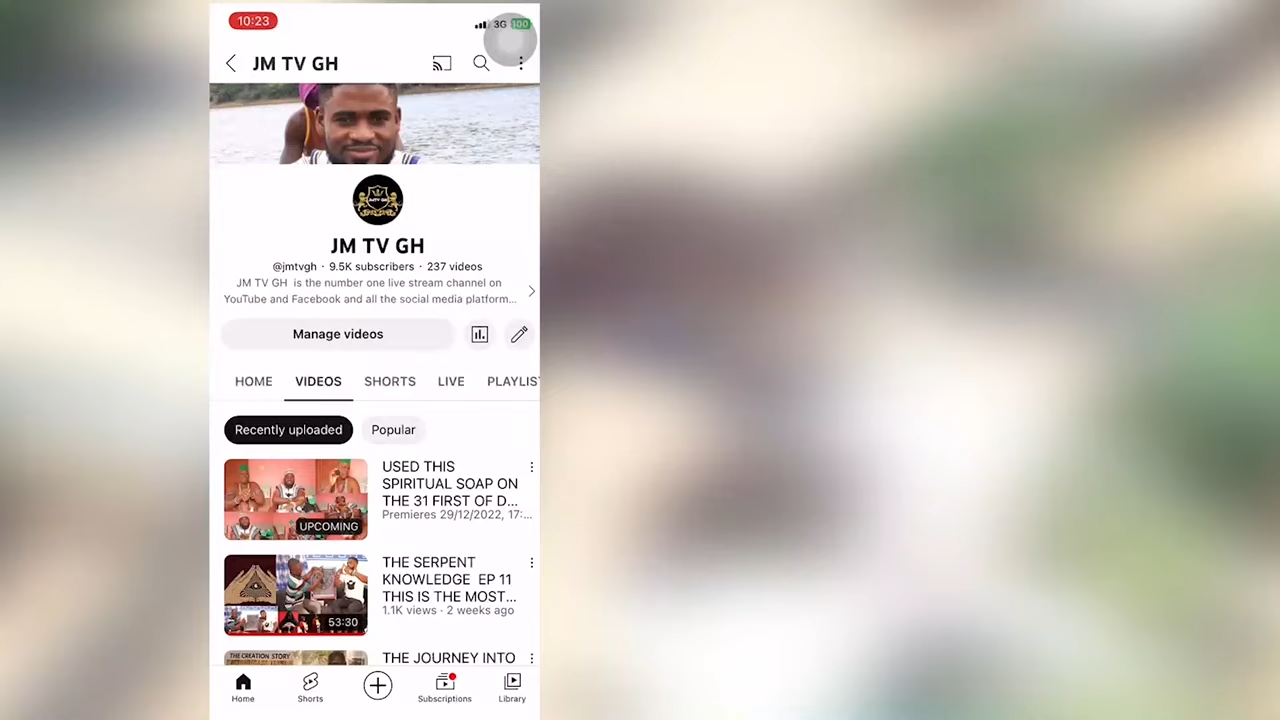 10:23
3G 100
JM TV GH
JMTV GH
JM TV GH
@jmtvgh · 9.5K subscribers · 237 videos
JM TV GH is the number one live stream channel on
YouTube and Facebook and all the social media platform...
Manage videos
HOME VIDEOS SHORTS LIVE PLAYLIS
Recently uploaded Popular
USED THIS
SPIRITUAL SOAP ON
THE 31 FIRST OF D...
Premieres 29/12/2022, 17:...
UPCOMING
THE SERPENT
KNOWLEDGE EP 11
THIS IS THE MOST...
1.1K views · 2 weeks ago
53:30
THE CREATION STORY
THE JOURNEY INTO
Home Shorts Subscriptions Library